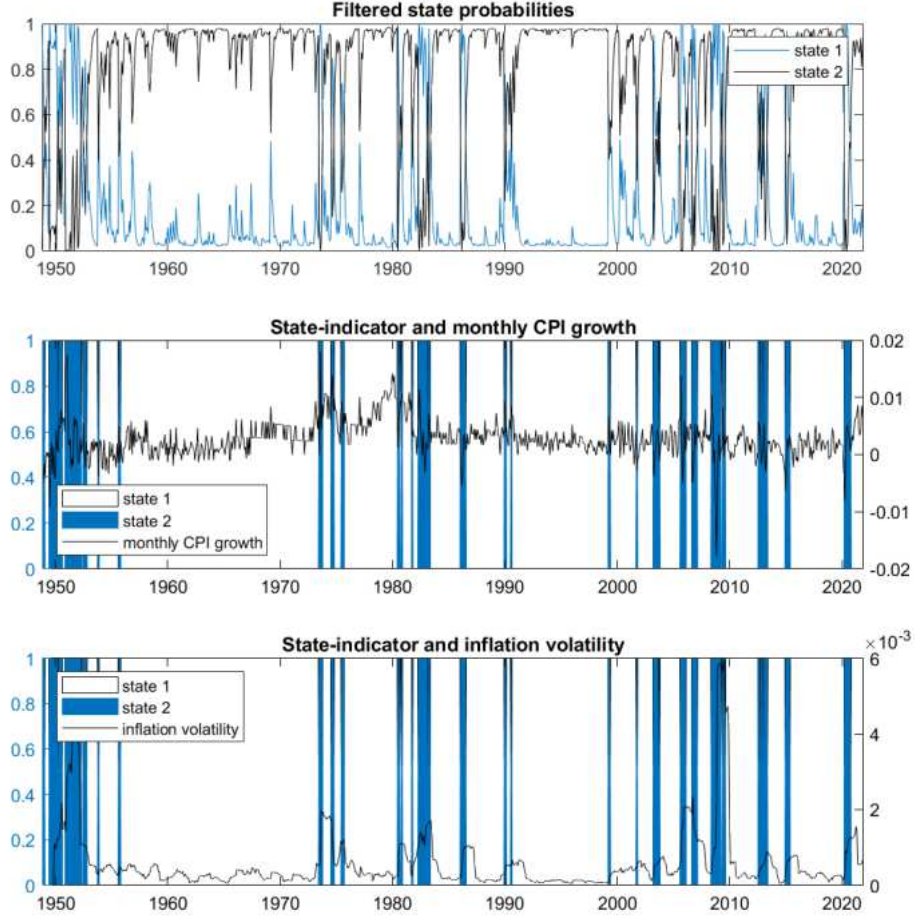 Filtered state probabilities
1
0.8
0.6
0.4
0.2
0
state 1
state 2
1950 1960 1970 1980 1990 2000 2010 2020
State-indicator and monthly CPI growth
1
0.8
0.6
0.4
0.2
0
0.02
0.01
0
-0.01
-0.02
state 1
state 2
monthly CPI growth
1950 1960 1970 1980 1990 2000 2010 2020
State-indicator and inflation volatility
×10-3
1
0.8
0.6
0.4
0.2
0
6
4
2
0
state 1
state 2
inflation volatility
1950 1960 1970 1980 1990 2000 2010 2020